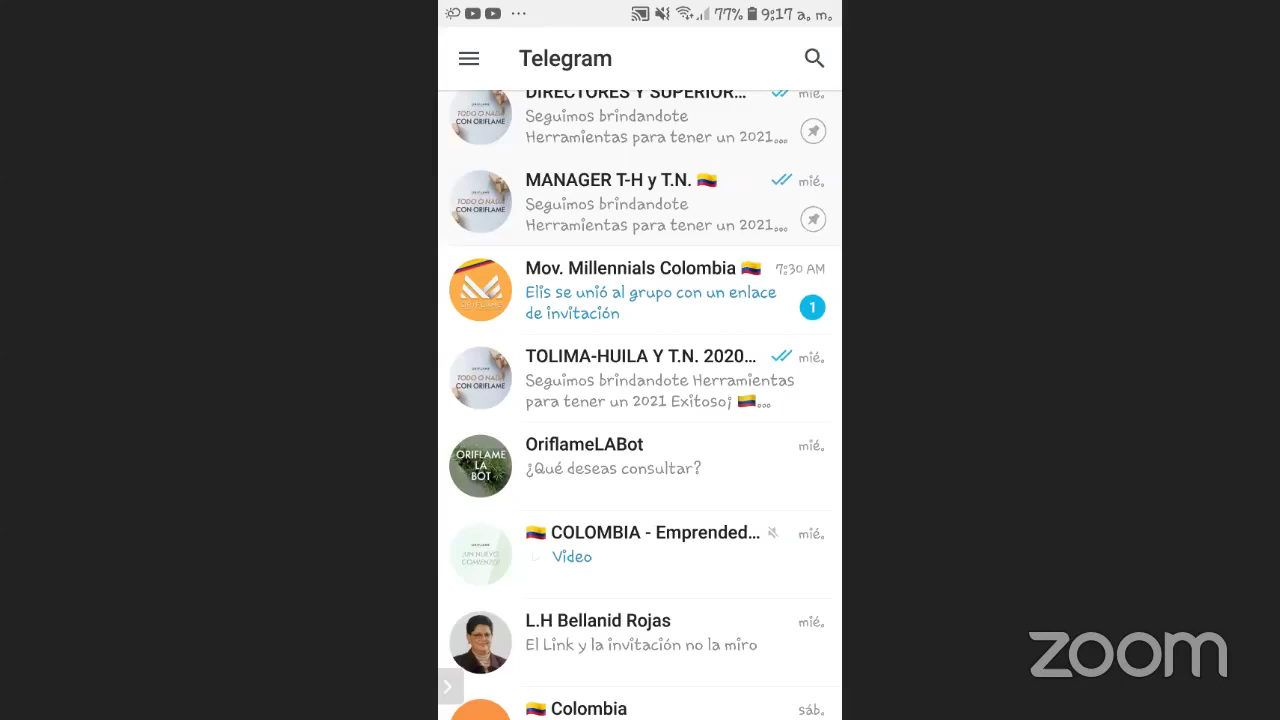 77% 9:17 a. m.
Telegram
DIRECTORES Y SUPERIOR... mié.
Seguimos brindandote
Herramientas para tener un 2021...
TODO O NADA
CON ORIFLAME
MANAGER T-H y T.N. 🇨🇴 mié.
Seguimos brindandote
Herramientas para tener un 2021...
TODO O NADA
CON ORIFLAME
Mov. Millennials Colombia 🇨🇴 7:30 AM
Elis se unió al grupo con un enlace
de invitación
1
ORIFLAME
TOLIMA-HUILA Y T.N. 2020... mié.
Seguimos brindandote Herramientas
para tener un 2021 Exitoso¡ 🇨🇴...
TODO O NADA
CON ORIFLAME
OriflameLABot mié.
¿Qué deseas consultar?
ORIFLAME
LA
BOT
🇨🇴 COLOMBIA - Emprended... mié.
Video
¡UN NUEVO
COMIENZO!
L.H Bellanid Rojas mié.
El Link y la invitación no la miro
🇨🇴 Colombia sáb.
zoom